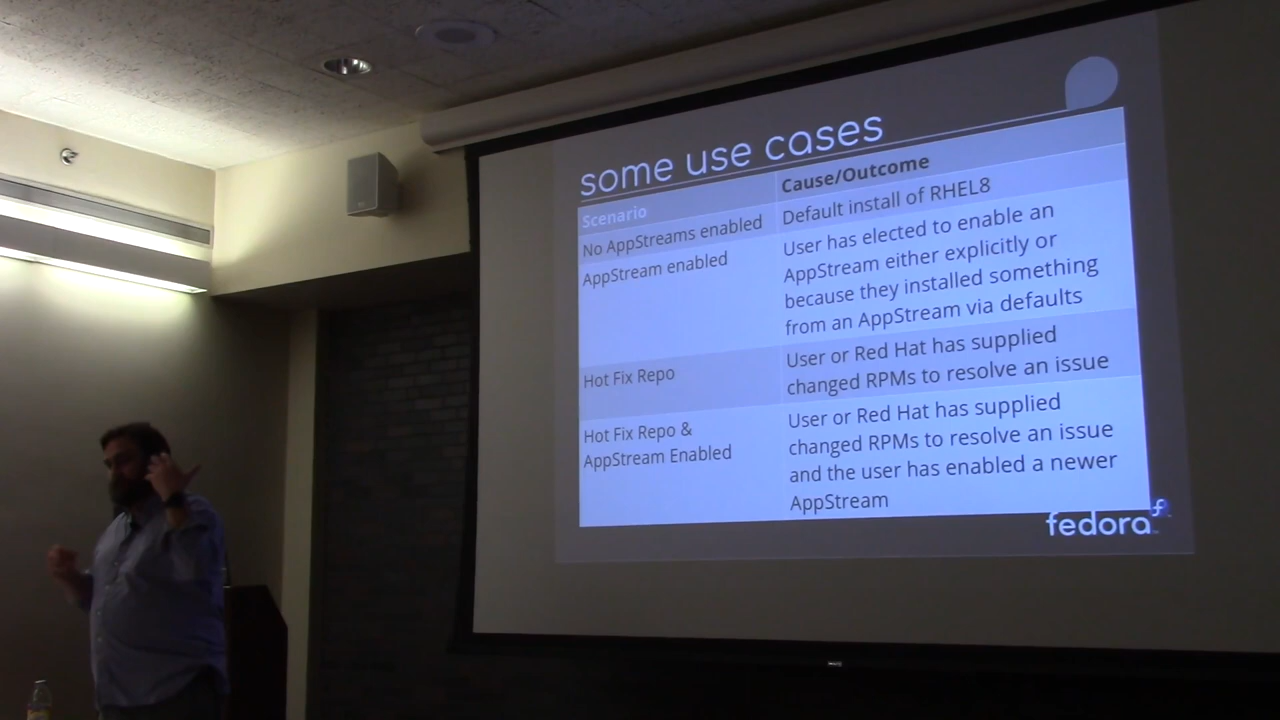 some use cases
Scenario
Cause/Outcome
No AppStreams enabled
Default install of RHEL8
AppStream enabled
User has elected to enable an
AppStream either explicitly or
because they installed something
from an AppStream via defaults
Hot Fix Repo
User or Red Hat has supplied
changed RPMs to resolve an issue
Hot Fix Repo &
AppStream Enabled
User or Red Hat has supplied
changed RPMs to resolve an issue
and the user has enabled a newer
AppStream
fedora